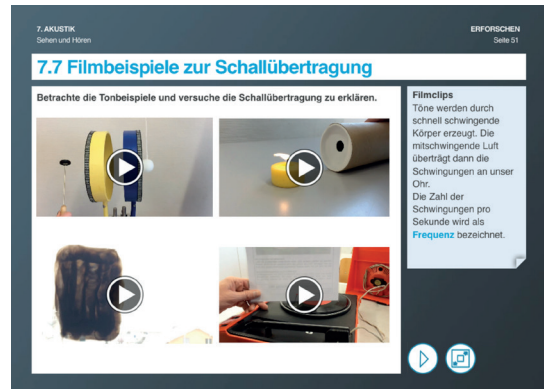 7. AKUSTIK
Sehen und Hören
ERFORSCHEN
Seite 51
7.7 Filmbeispiele zur Schallübertragung
Betrachte die Tonbeispiele und versuche die Schallübertragung zu erklären.
Filmclips
Töne werden durch
schnell schwingende
Körper erzeugt. Die
mitschwingende Luft
überträgt dann die
Schwingungen an unser
Ohr.
Die Zahl der
Schwingungen pro
Sekunde wird als
Frequenz bezeichnet.